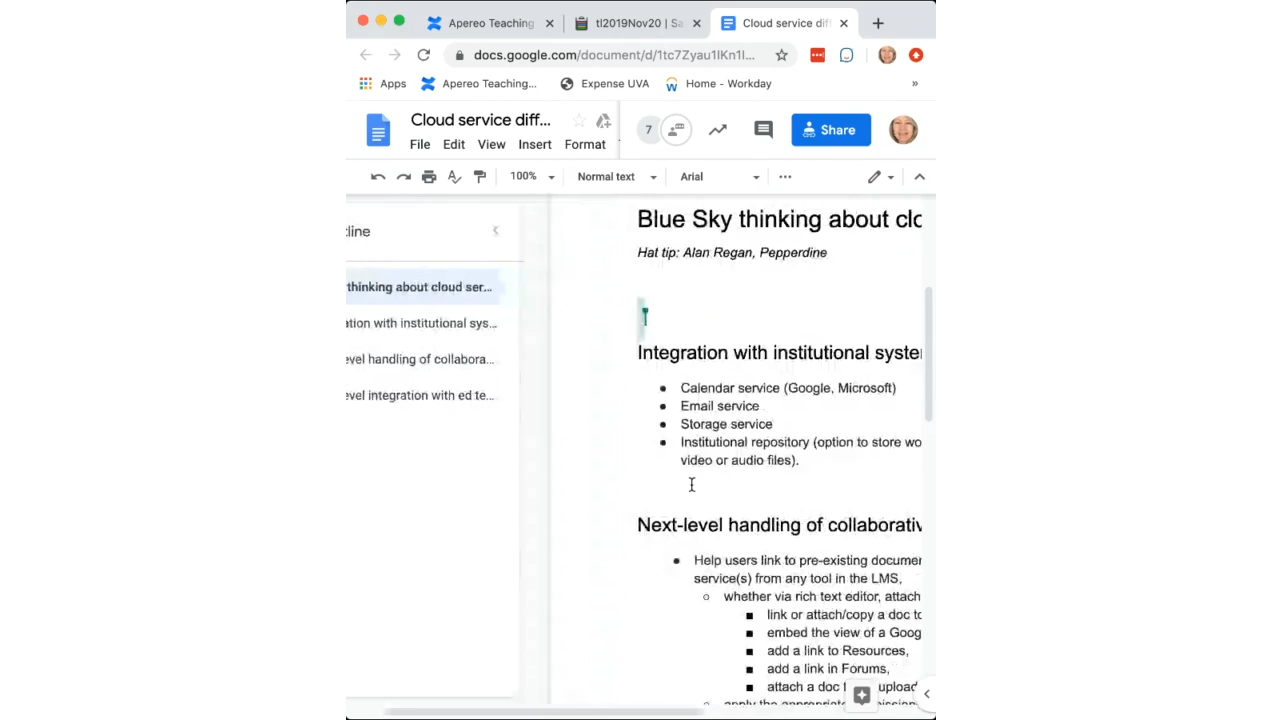 Apereo Teaching
tl2019Nov20 | Sa
Cloud service diff
docs.google.com/document/d/1tc7Zyau1IKn1I...
Apps
Apereo Teaching...
Expense UVA
Home - Workday
»
Cloud service diff...
7
Share
File Edit View Insert Format
100% Normal text Arial
line
thinking about cloud ser...
ation with institutional sys...
evel handling of collabora...
evel integration with ed te...
Blue Sky thinking about clo
Hat tip: Alan Regan, Pepperdine
Integration with institutional syste
● Calendar service (Google, Microsoft)
● Email service
● Storage service
● Institutional repository (option to store wo
video or audio files).
Next-level handling of collaborativ
● Help users link to pre-existing documen
service(s) from any tool in the LMS,
○ whether via rich text editor, attach
■ link or attach/copy a doc to
■ embed the view of a Goog
■ add a link to Resources,
■ add a link in Forums,
■ attach a doc upload
○ apply the appropriate